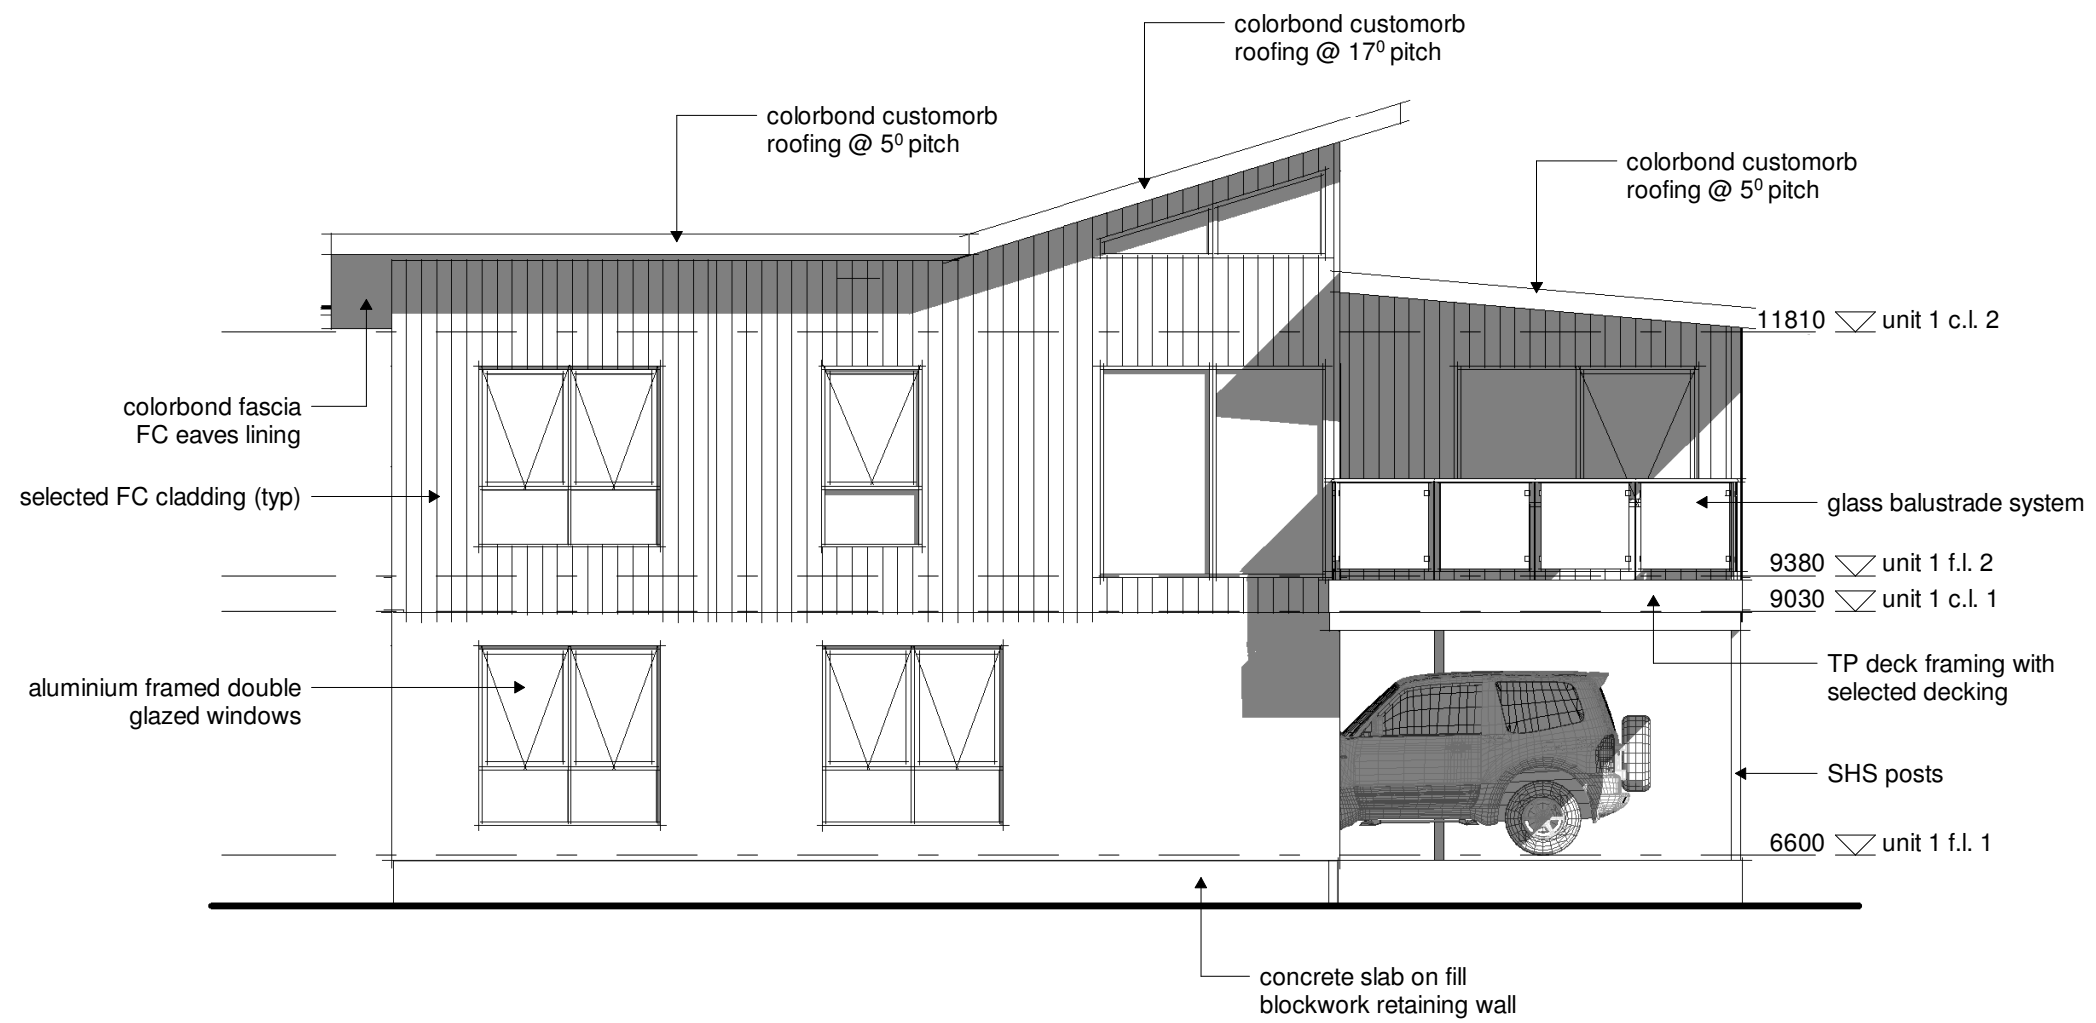 colorbond customorb
roofing @ 17⁰ pitch
colorbond customorb
roofing @ 5⁰ pitch
colorbond customorb
roofing @ 5⁰ pitch
11810 unit 1 c.l. 2
colorbond fascia
FC eaves lining
selected FC cladding (typ)
glass balustrade system
9380 unit 1 f.l. 2
9030 unit 1 c.l. 1
TP deck framing with
selected decking
aluminium framed double
glazed windows
SHS posts
6600 unit 1 f.l. 1
concrete slab on fill
blockwork retaining wall